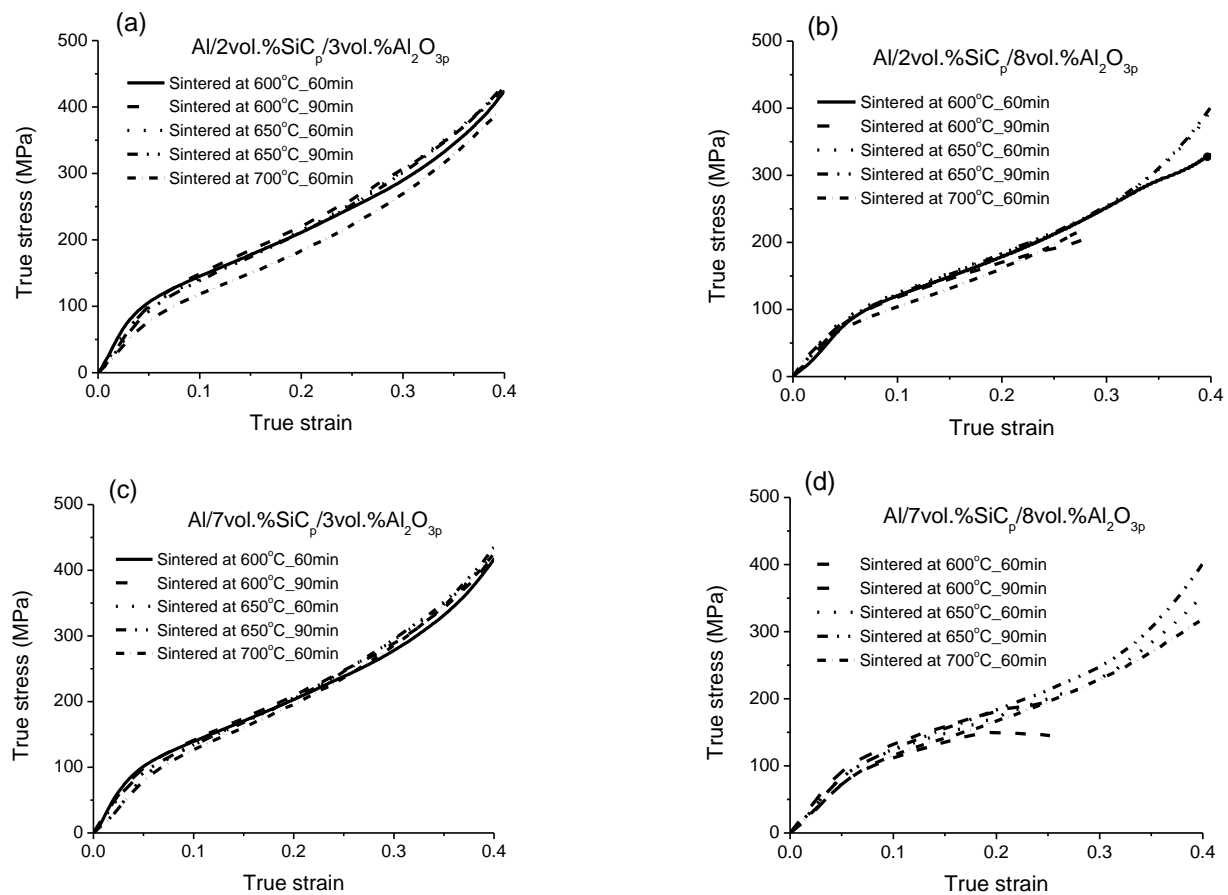 (a)
Al/2vol.%SiCp/3vol.%Al2O3p
Sintered at 600°C_60min
Sintered at 600°C_90min
Sintered at 650°C_60min
Sintered at 650°C_90min
Sintered at 700°C_60min
500
400
300
200
100
0
True stress (MPa)
0.0 0.1 0.2 0.3 0.4
True strain
(b)
Al/2vol.%SiCp/8vol.%Al2O3p
Sintered at 600°C_60min
Sintered at 600°C_90min
Sintered at 650°C_60min
Sintered at 650°C_90min
Sintered at 700°C_60min
500
400
300
200
100
0
True stress (MPa)
0.0 0.1 0.2 0.3 0.4
True strain
(c)
Al/7vol.%SiCp/3vol.%Al2O3p
Sintered at 600°C_60min
Sintered at 600°C_90min
Sintered at 650°C_60min
Sintered at 650°C_90min
Sintered at 700°C_60min
500
400
300
200
100
0
True stress (MPa)
0.0 0.1 0.2 0.3 0.4
True strain
(d)
Al/7vol.%SiCp/8vol.%Al2O3p
Sintered at 600°C_60min
Sintered at 600°C_90min
Sintered at 650°C_60min
Sintered at 650°C_90min
Sintered at 700°C_60min
500
400
300
200
100
0
True stress (MPa)
0.0 0.1 0.2 0.3 0.4
True strain